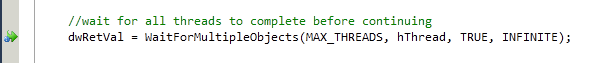 //wait for all threads to complete before continuing
dwRetVal = WaitForMultipleObjects(MAX_THREADS, hThread, TRUE, INFINITE);